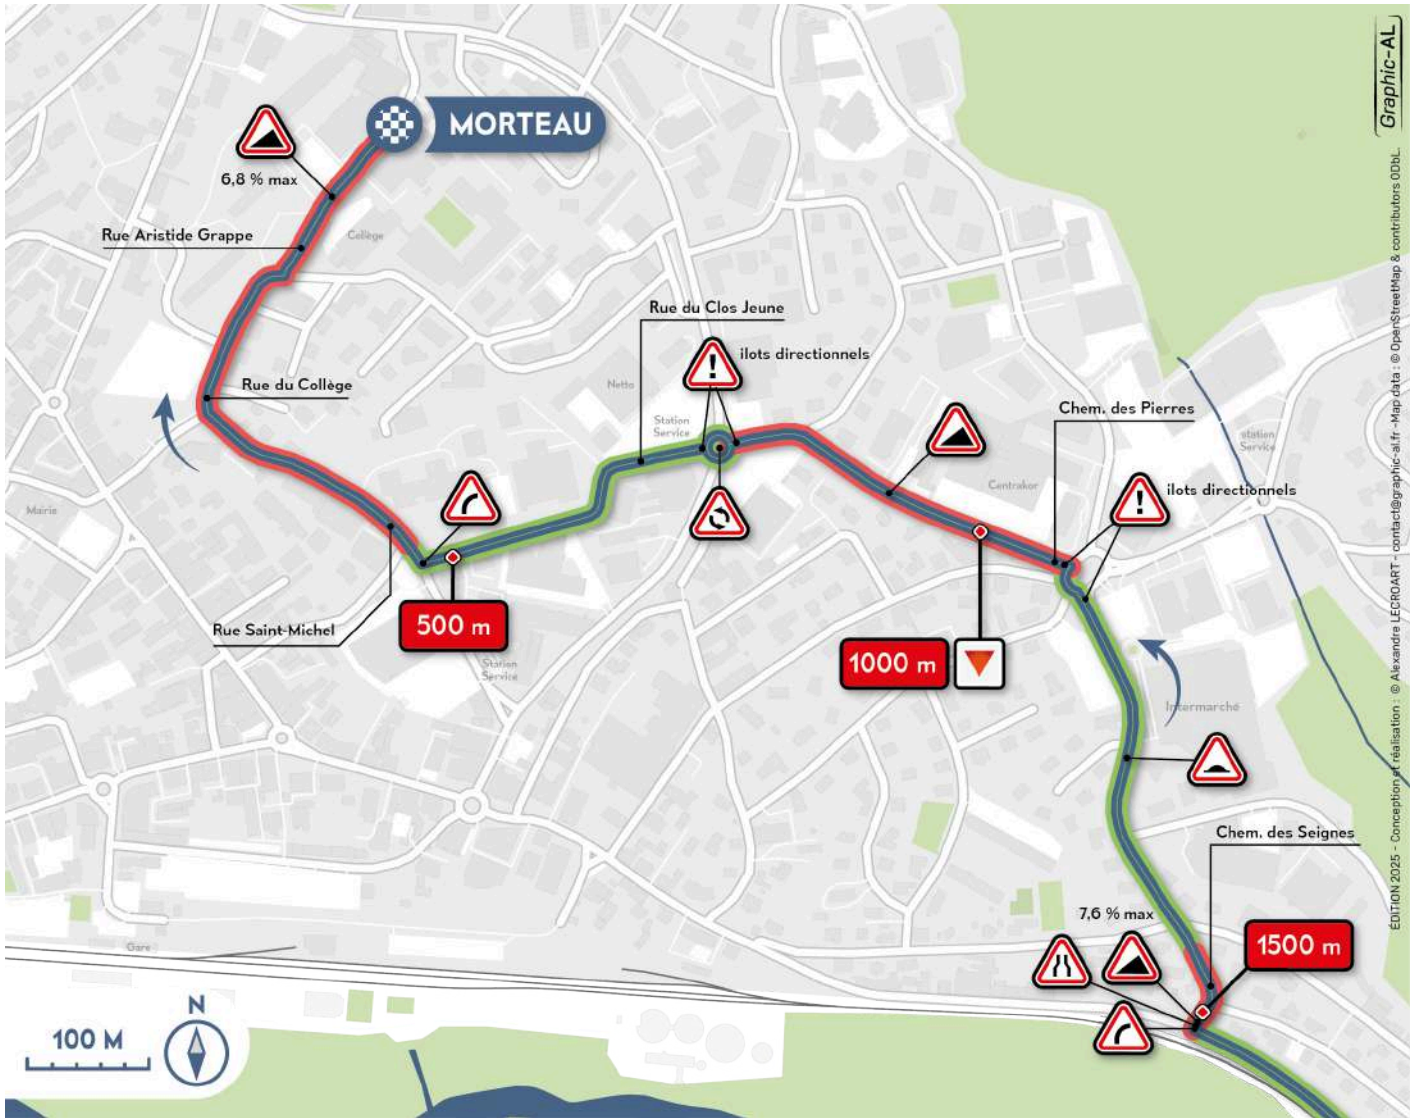 Graphic-AL
MORTEAU
6,8 % max
Rue Aristide Grappe
Collège
Rue du Clos Jeune
ilots directionnels
Rue du Collège
Netto
Station
Service
Chem. des Pierres
station
Service
Centrakor
ilots directionnels
Mairie
500 m
Rue Saint-Michel
Station
Service
1000 m
Intermarché
Chem. des Seignes
7,6 % max
1500 m
Gare
N
100 M
ÉDITION 2025 - Conception et réalisation : © Alexandre LECROART - contact@graphic-al.fr -Map data : © OpenStreetMap & contributors ODbL.